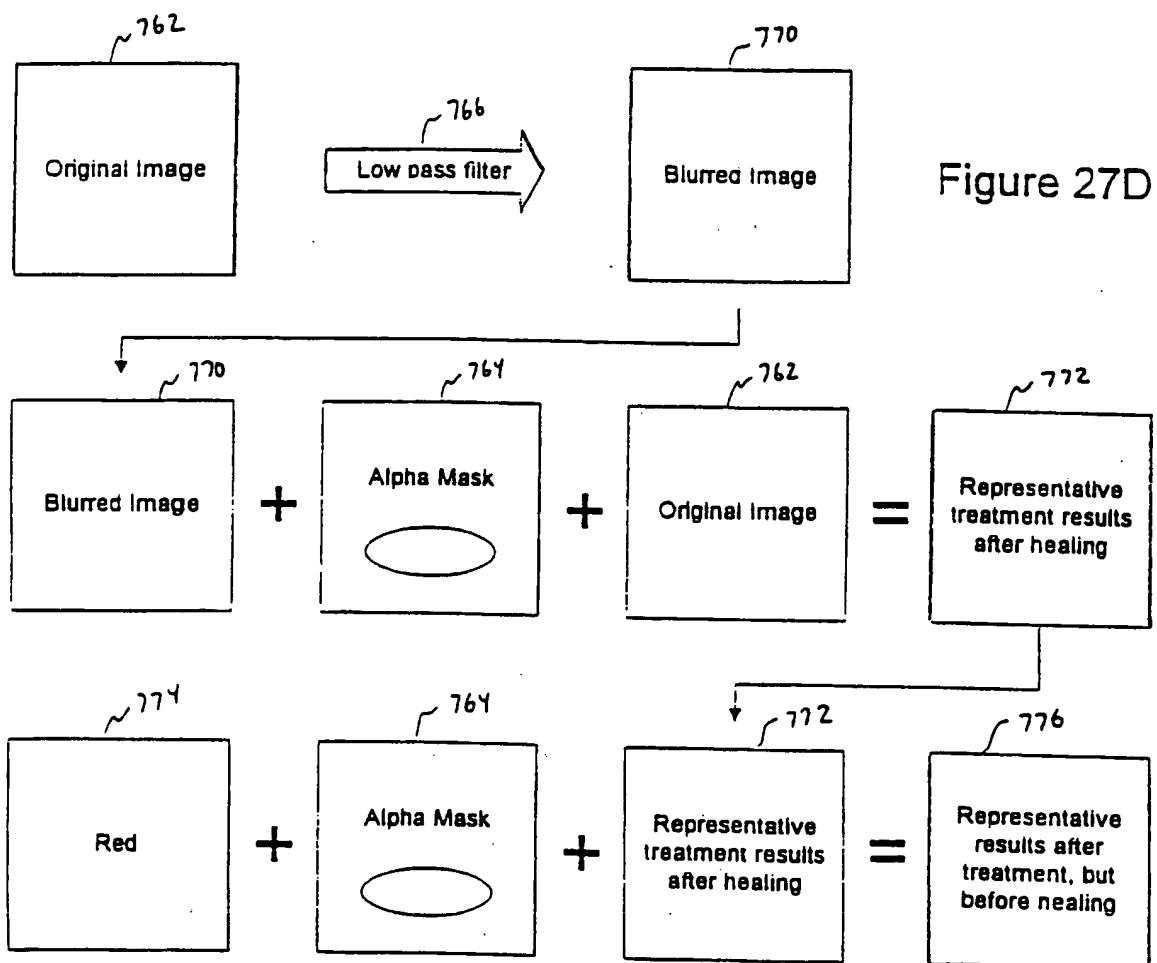 762
770
766
Original Image
Low pass filter
Blurred Image
Figure 27D
770
764
762
772
Blurred Image
+
Alpha Mask
+
Original Image
=
Representative
treatment results
after healing
774
764
772
776
Red
+
Alpha Mask
+
Representative
treatment results
after healing
=
Representative
results after
treatment, but
before nealing